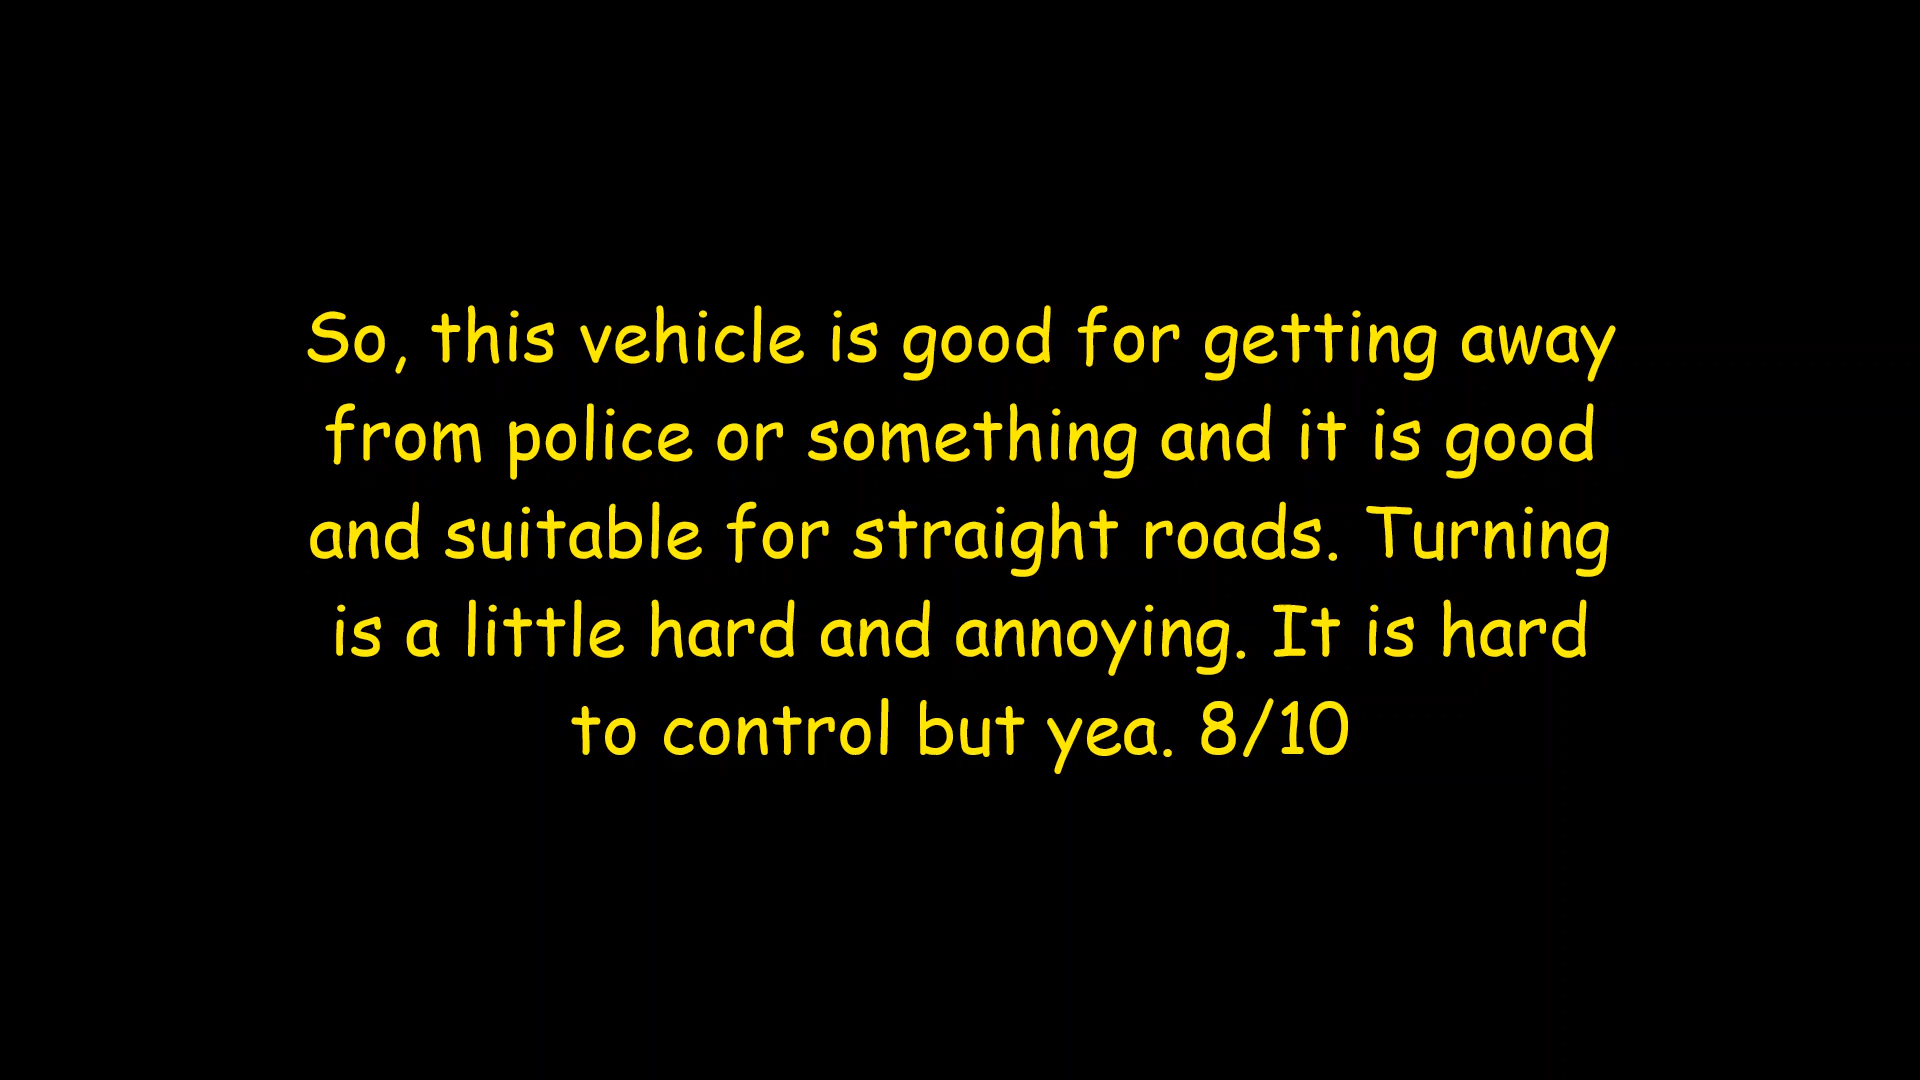 So, this vehicle is good for getting away
from police or something and it is good
and suitable for straight roads. Turning
is a little hard and annoying. It is hard
to control but yea. 8/10